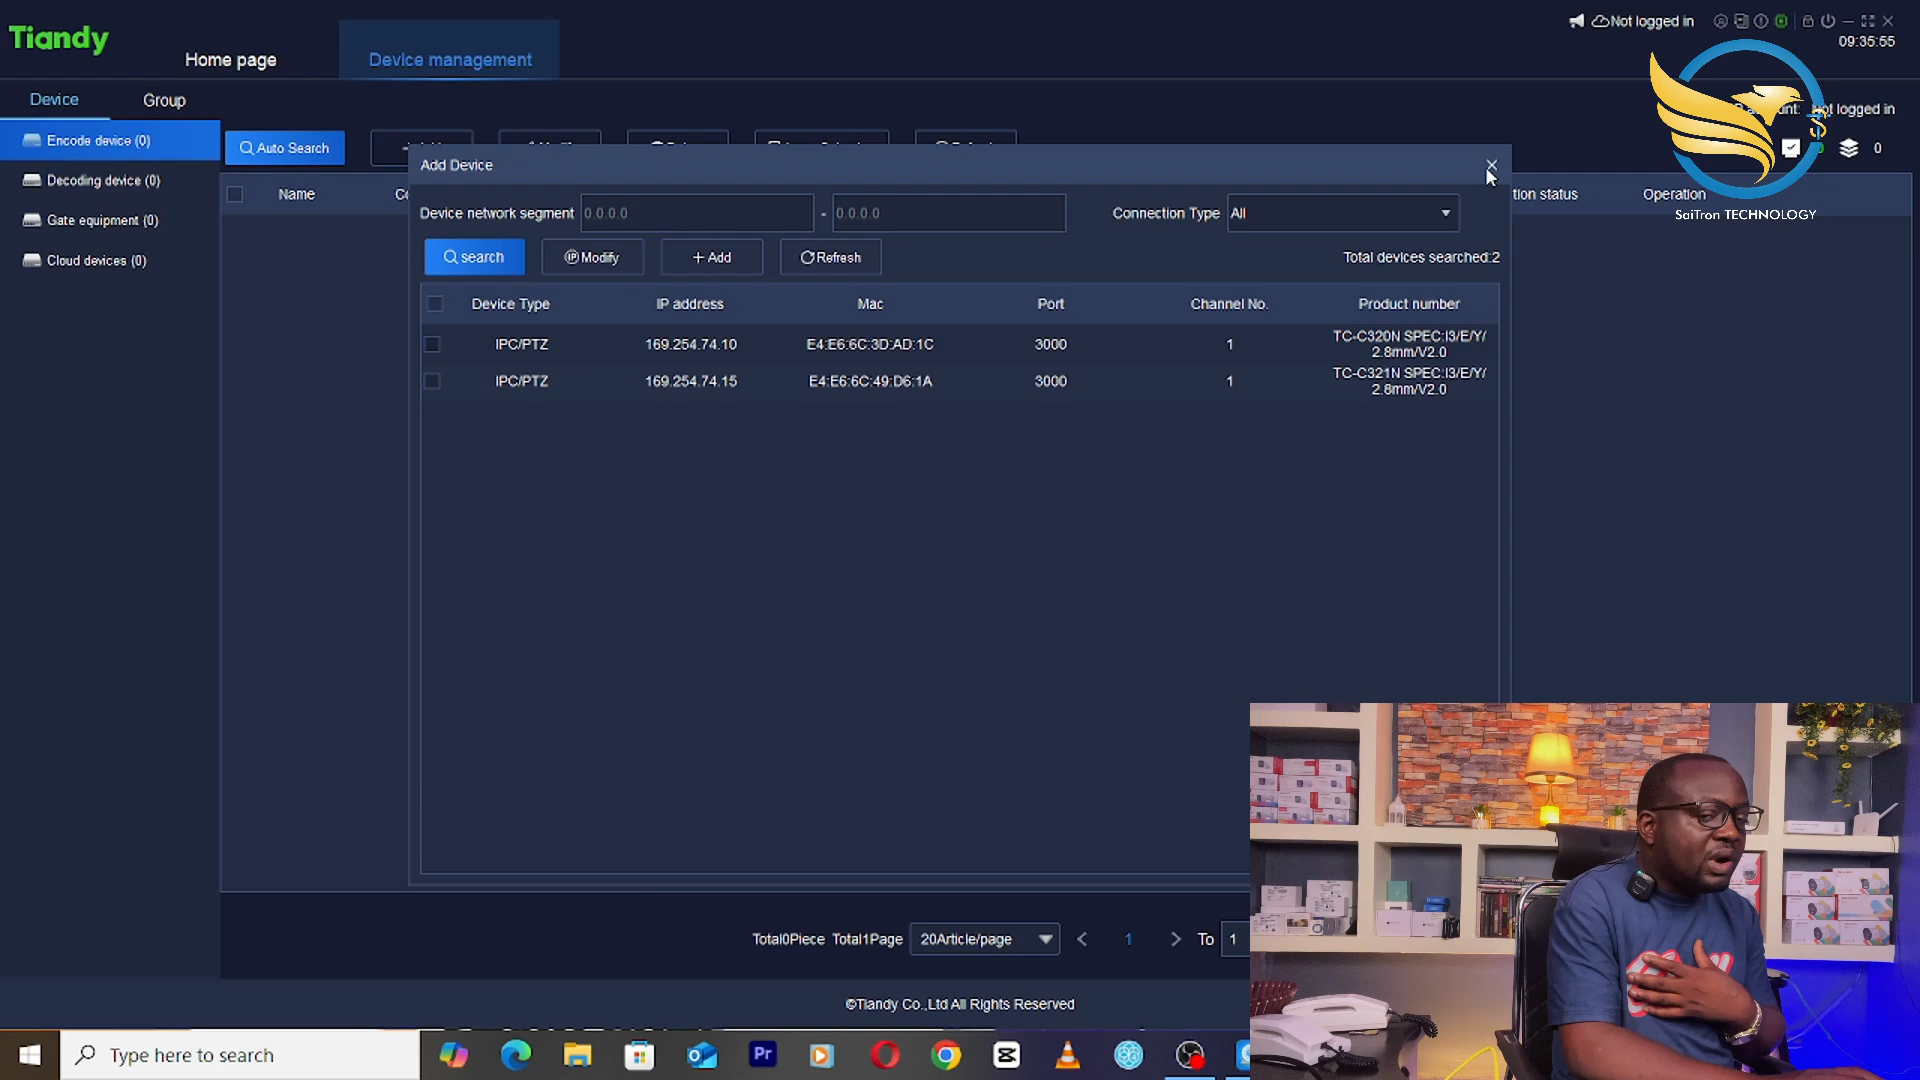 Tiandy
Home page
Device management
Not logged in
09:35:55
Device
Group
Not logged in
Encode device (0)
Decoding device (0)
Gate equipment (0)
Cloud devices (0)
Auto Search
0
Name
tion status
Operation
SaiTron TECHNOLOGY
Add Device
Device network segment 0.0.0.0 - 0.0.0.0 Connection Type All
search
Modify
+ Add
Refresh
Total devices searched:2
Device Type IP address Mac Port Channel No. Product number
IPC/PTZ 169.254.74.10 E4:E6:6C:3D:AD:1C 3000 1 TC-C320N SPEC:I3/E/Y/
2.8mm/V2.0
IPC/PTZ 169.254.74.15 E4:E6:6C:49:D6:1A 3000 1 TC-C321N SPEC:I3/E/Y/
2.8mm/V2.0
Total0Piece Total1Page 20Article/page < 1 > To 1
©Tiandy Co.,Ltd All Rights Reserved
Type here to search
Pr